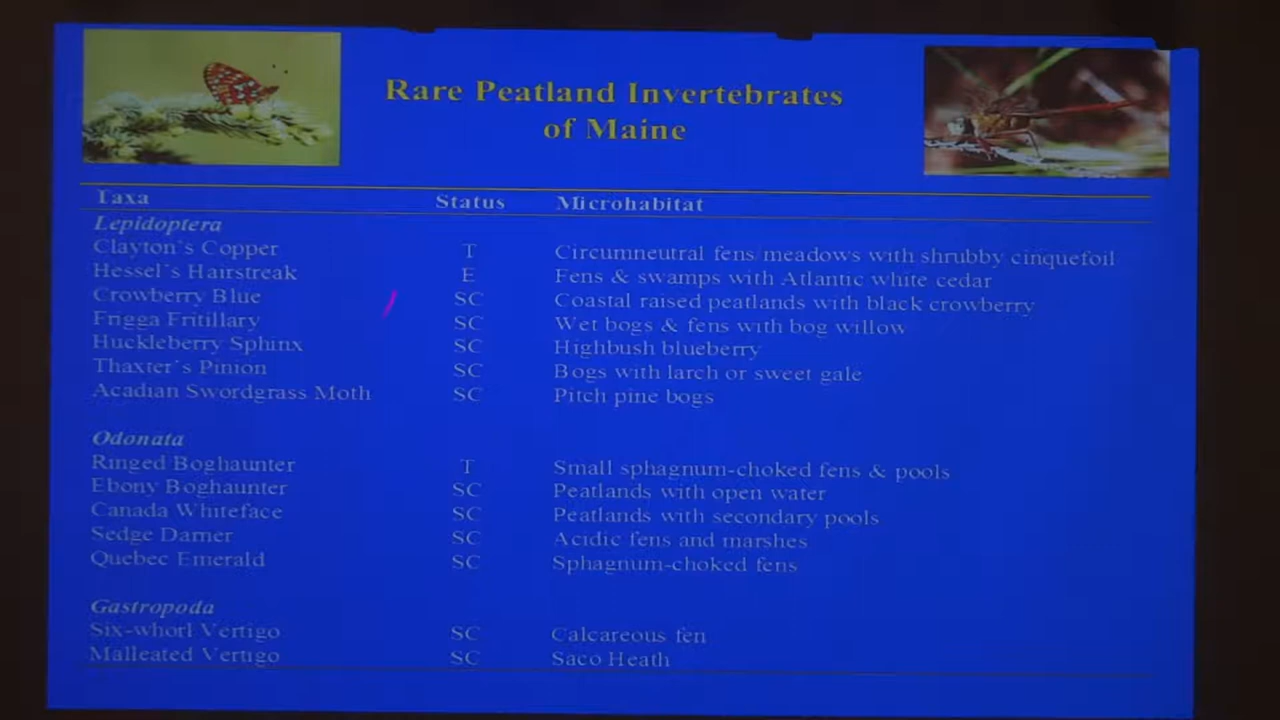 Rare Peatland Invertebrates
of Maine
Taxa Status Microhabitat
Lepidoptera
Clayton's Copper T Circumneutral fens meadows with shrubby cinquefoil
Hessel's Hairstreak E Fens & swamps with Atlantic white cedar
Crowberry Blue SC Coastal raised peatlands with black crowberry
Frigga Fritillary SC Wet bogs & fens with bog willow
Huckleberry Sphinx SC Highbush blueberry
Thaxter's Pinion SC Bogs with larch or sweet gale
Acadian Swordgrass Moth SC Pitch pine bogs
Odonata
Ringed Boghaunter T Small sphagnum-choked fens & pools
Ebony Boghaunter SC Peatlands with open water
Canada Whiteface SC Peatlands with secondary pools
Sedge Darner SC Acidic fens and marshes
Quebec Emerald SC Sphagnum-choked fens
Gastropoda
Six-whorl Vertigo SC Calcareous fen
Malleated Vertigo SC Saco Heath